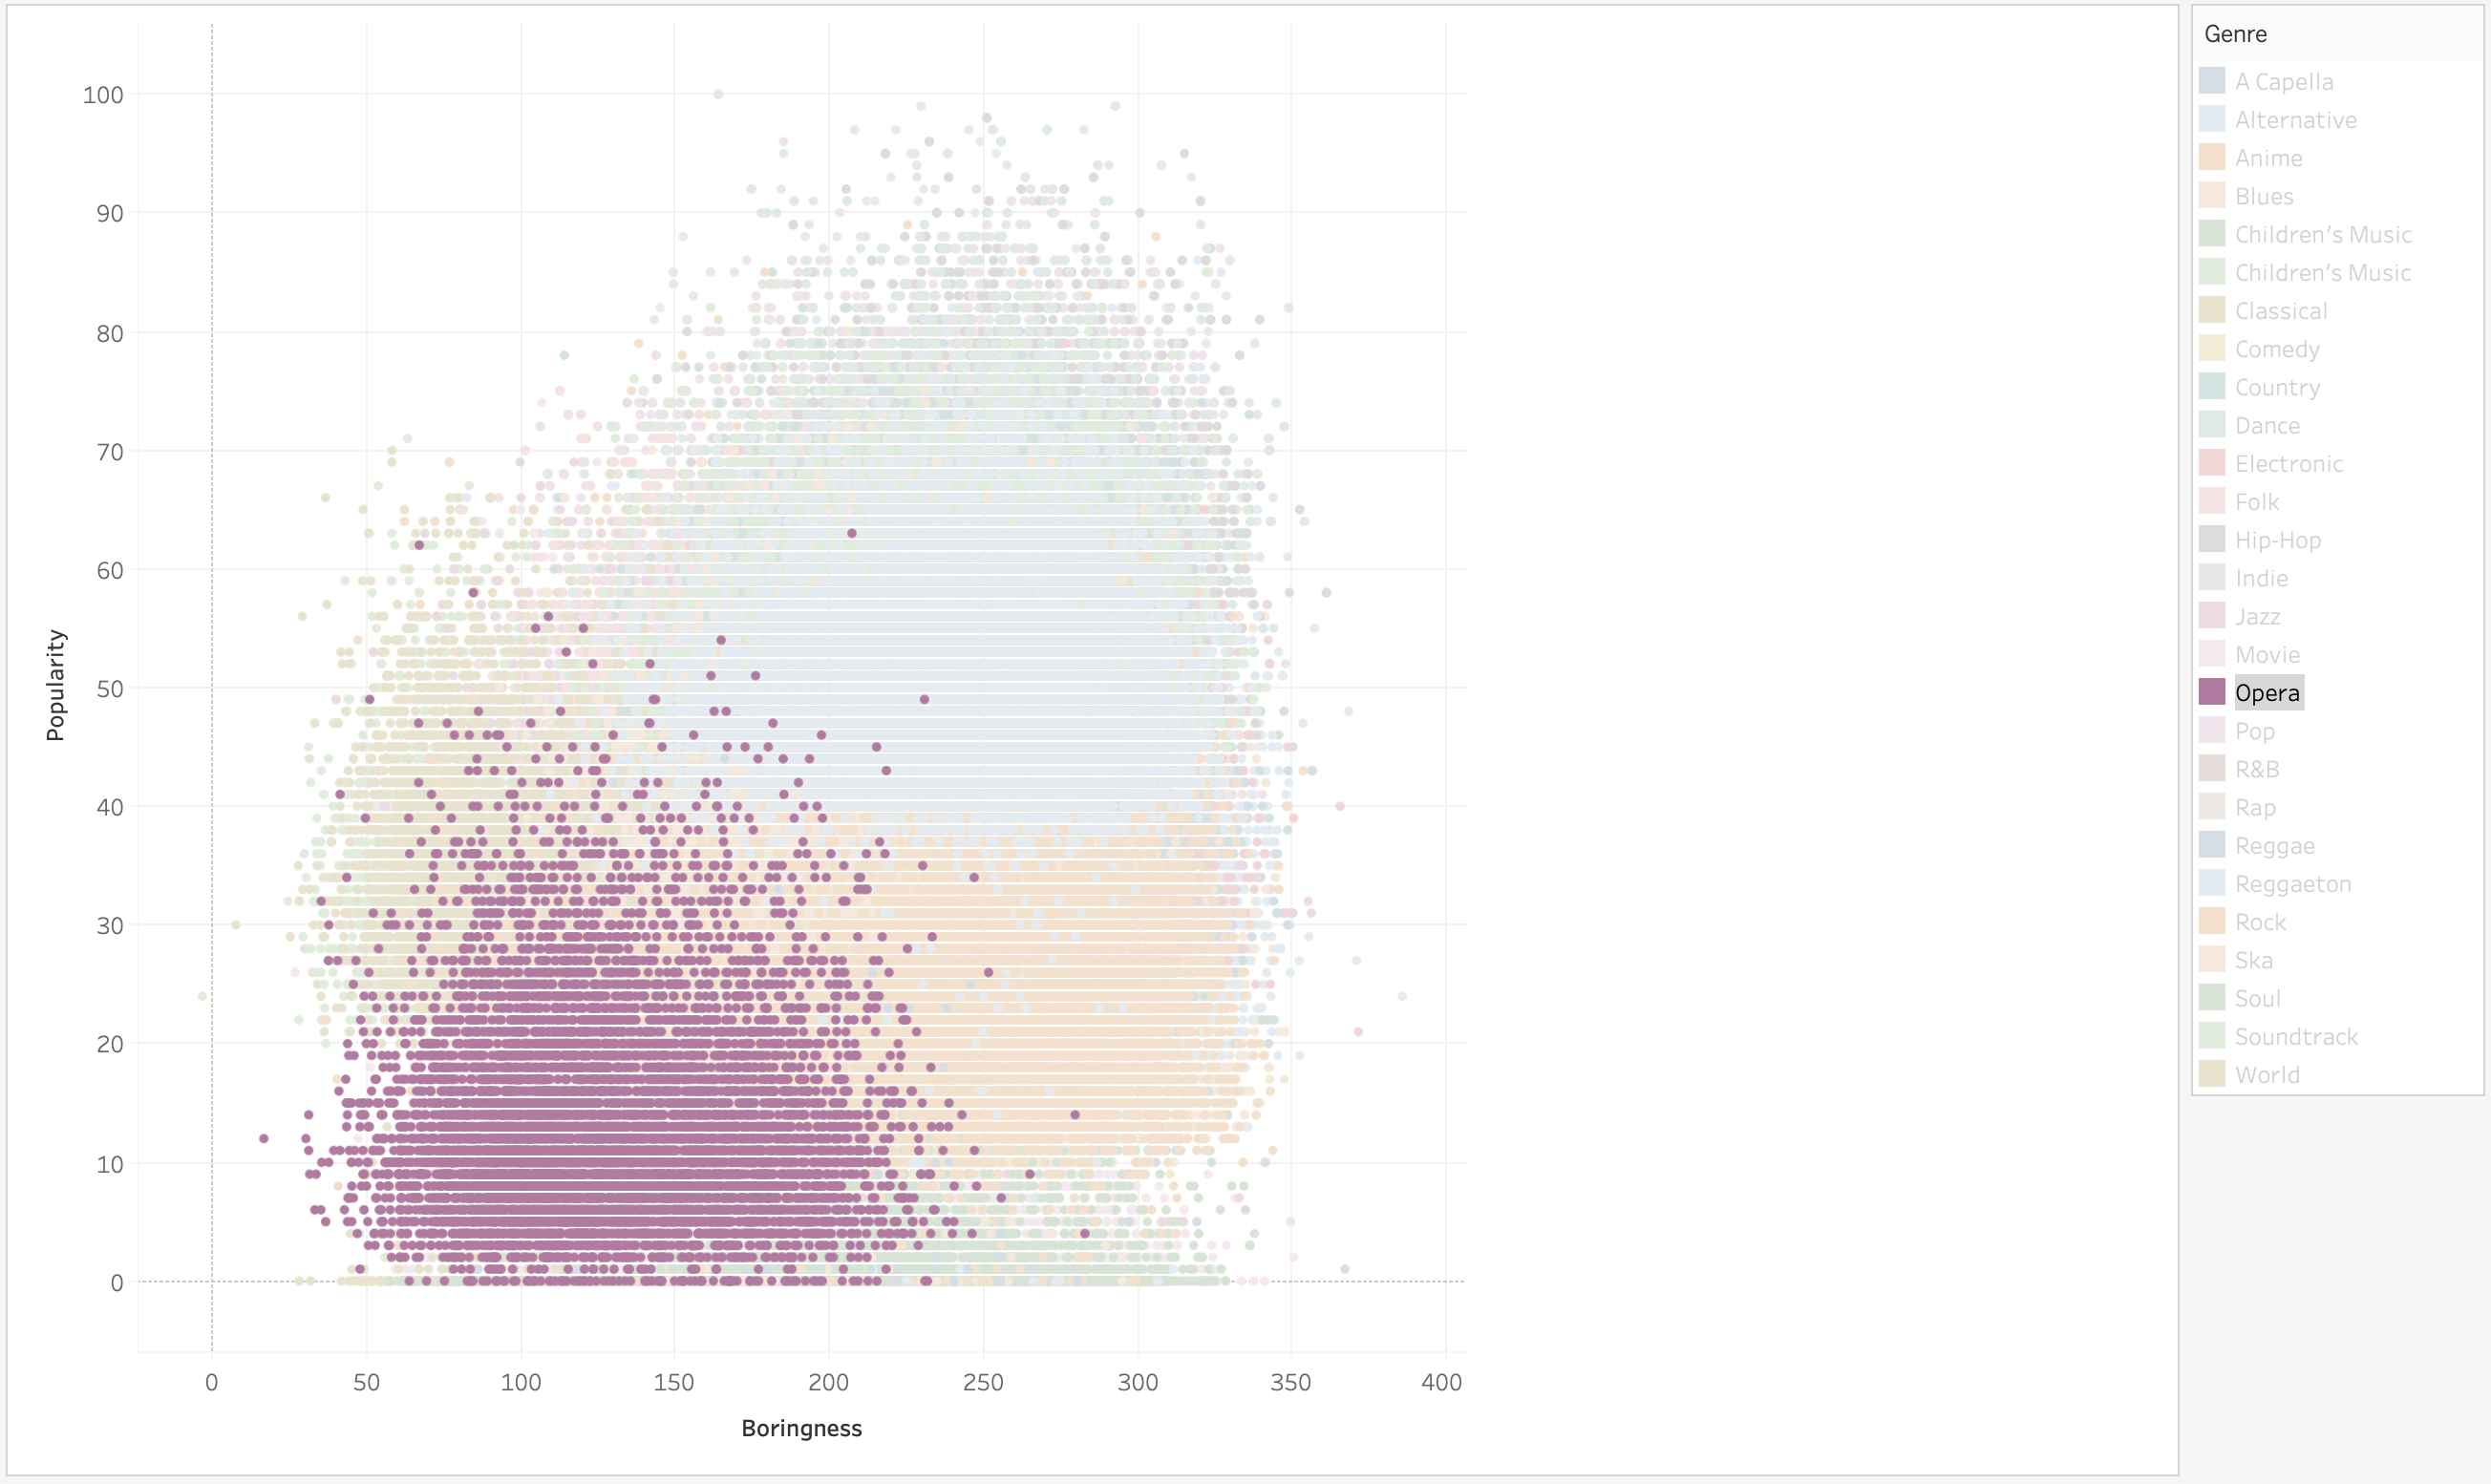 Genre
A Capella
Alternative
Anime
Blues
Children’s Music
Children’s Music
Classical
Comedy
Country
Dance
Electronic
Folk
Hip-Hop
Indie
Jazz
Movie
Opera
Pop
R&B
Rap
Reggae
Reggaeton
Rock
Ska
Soul
Soundtrack
World
Popularity
100
90
80
70
60
50
40
30
20
10
0
0 50 100 150 200 250 300 350 400
Boringness